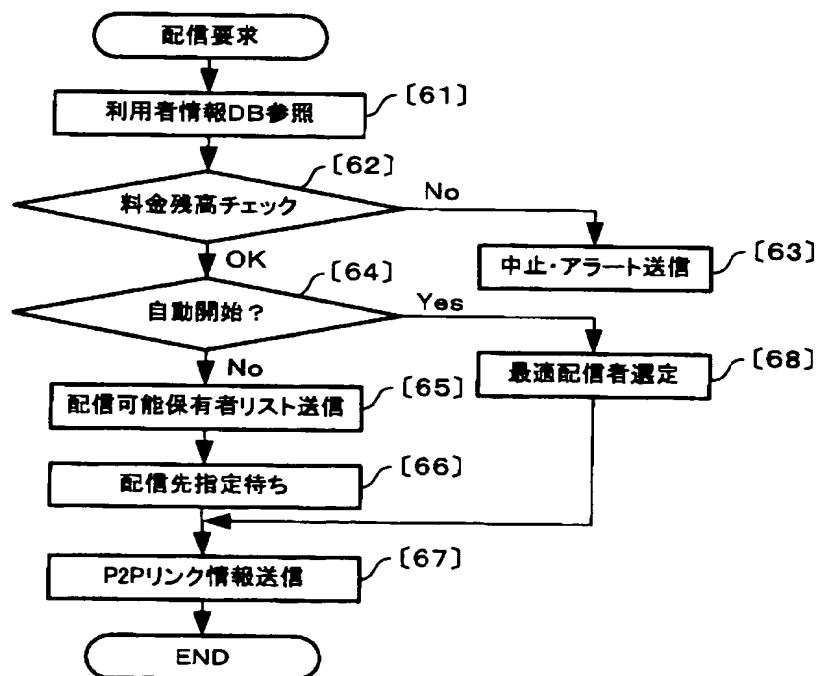 配信要求
利用者情報DB参照
〔61〕
料金残高チェック
〔62〕
No
中止・アラート送信
〔63〕
OK
自動開始?
〔64〕
Yes
最適配信者選定
〔68〕
No
配信可能保有者リスト送信
〔65〕
配信先指定待ち
〔66〕
P2Pリンク情報送信
〔67〕
END